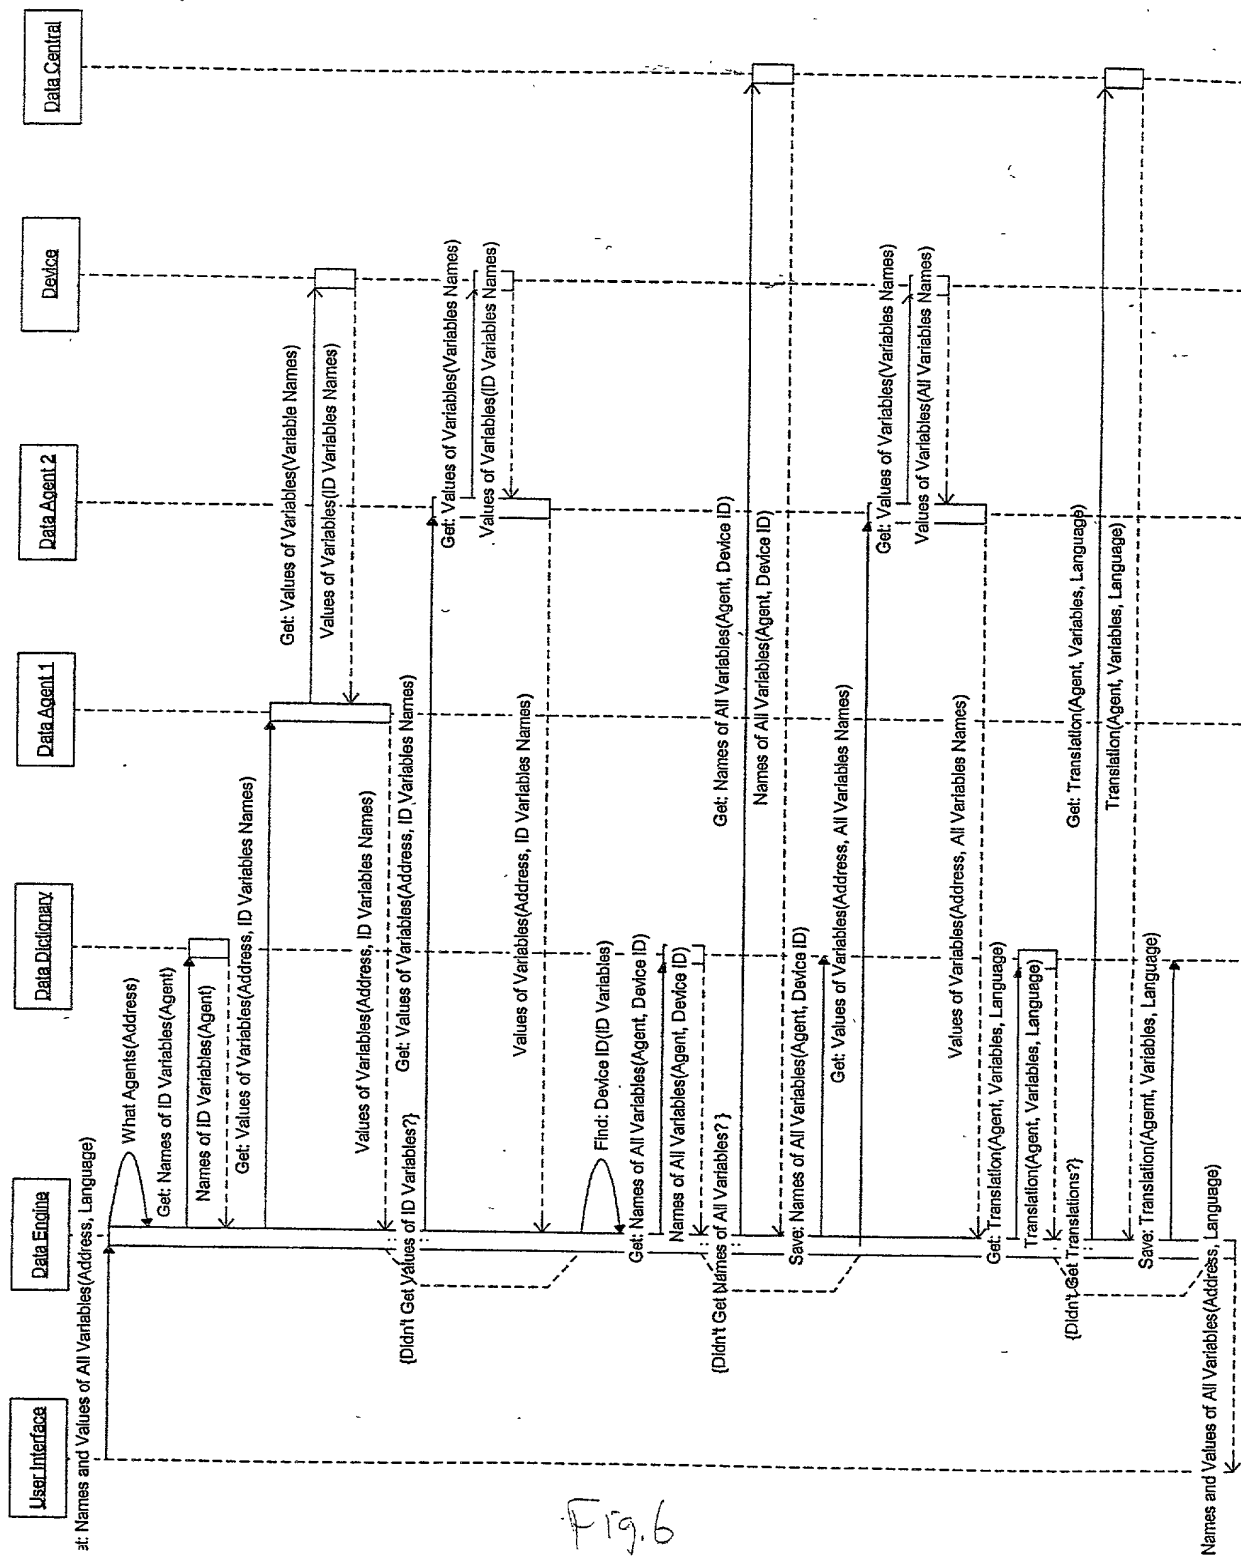 User Interface
Data Engine
Data Dictionary
Data Agent 1
Data Agent 2
Device
Data Central
et: Names and Values of All Variables(Address, Language)
What Agents(Address)
Get: Names of ID Variables(Agent)
Names of ID Variables(Agent)
Get: Values of Variables(Address, ID Variables Names)
Get: Values of Variables(Variable Names)
Values of Variables(ID Variables Names)
Values of Variables(Address, ID Variables Names)
{Didn't Get Values of ID Variables?}
Get: Values of Variables(Address, ID Variables Names)
Get: Values of Variables(Variables Names)
Values of Variables(ID Variables Names)
Values of Variables(Address, ID Variables Names)
Find: Device ID(ID Variables)
Get: Names of All Variables(Agent, Device ID)
Names of All Variables(Agent, Device ID)
{Didn't Get Names of All Variables? }
Get: Names of All Variables(Agent, Device ID)
Names of All Variables(Agent, Device ID)
Save: Names of All Variables(Agent, Device ID)
Get: Values of Variables(Address, All Variables Names)
Get: Values of Variables(Variables Names)
Values of Variables(All Variables Names)
Values of Variables(Address, All Variables Names)
Get: Translation(Agent, Variables, Language)
Translation(Agent, Variables, Language)
{Didn't Get Translations?}
Get: Translation(Agent, Variables, Language)
Translation(Agent, Variables, Language)
Save: Translation(Agemt, Variables, Language)
Names and Values of All Variables(Address, Language)
Fig.6